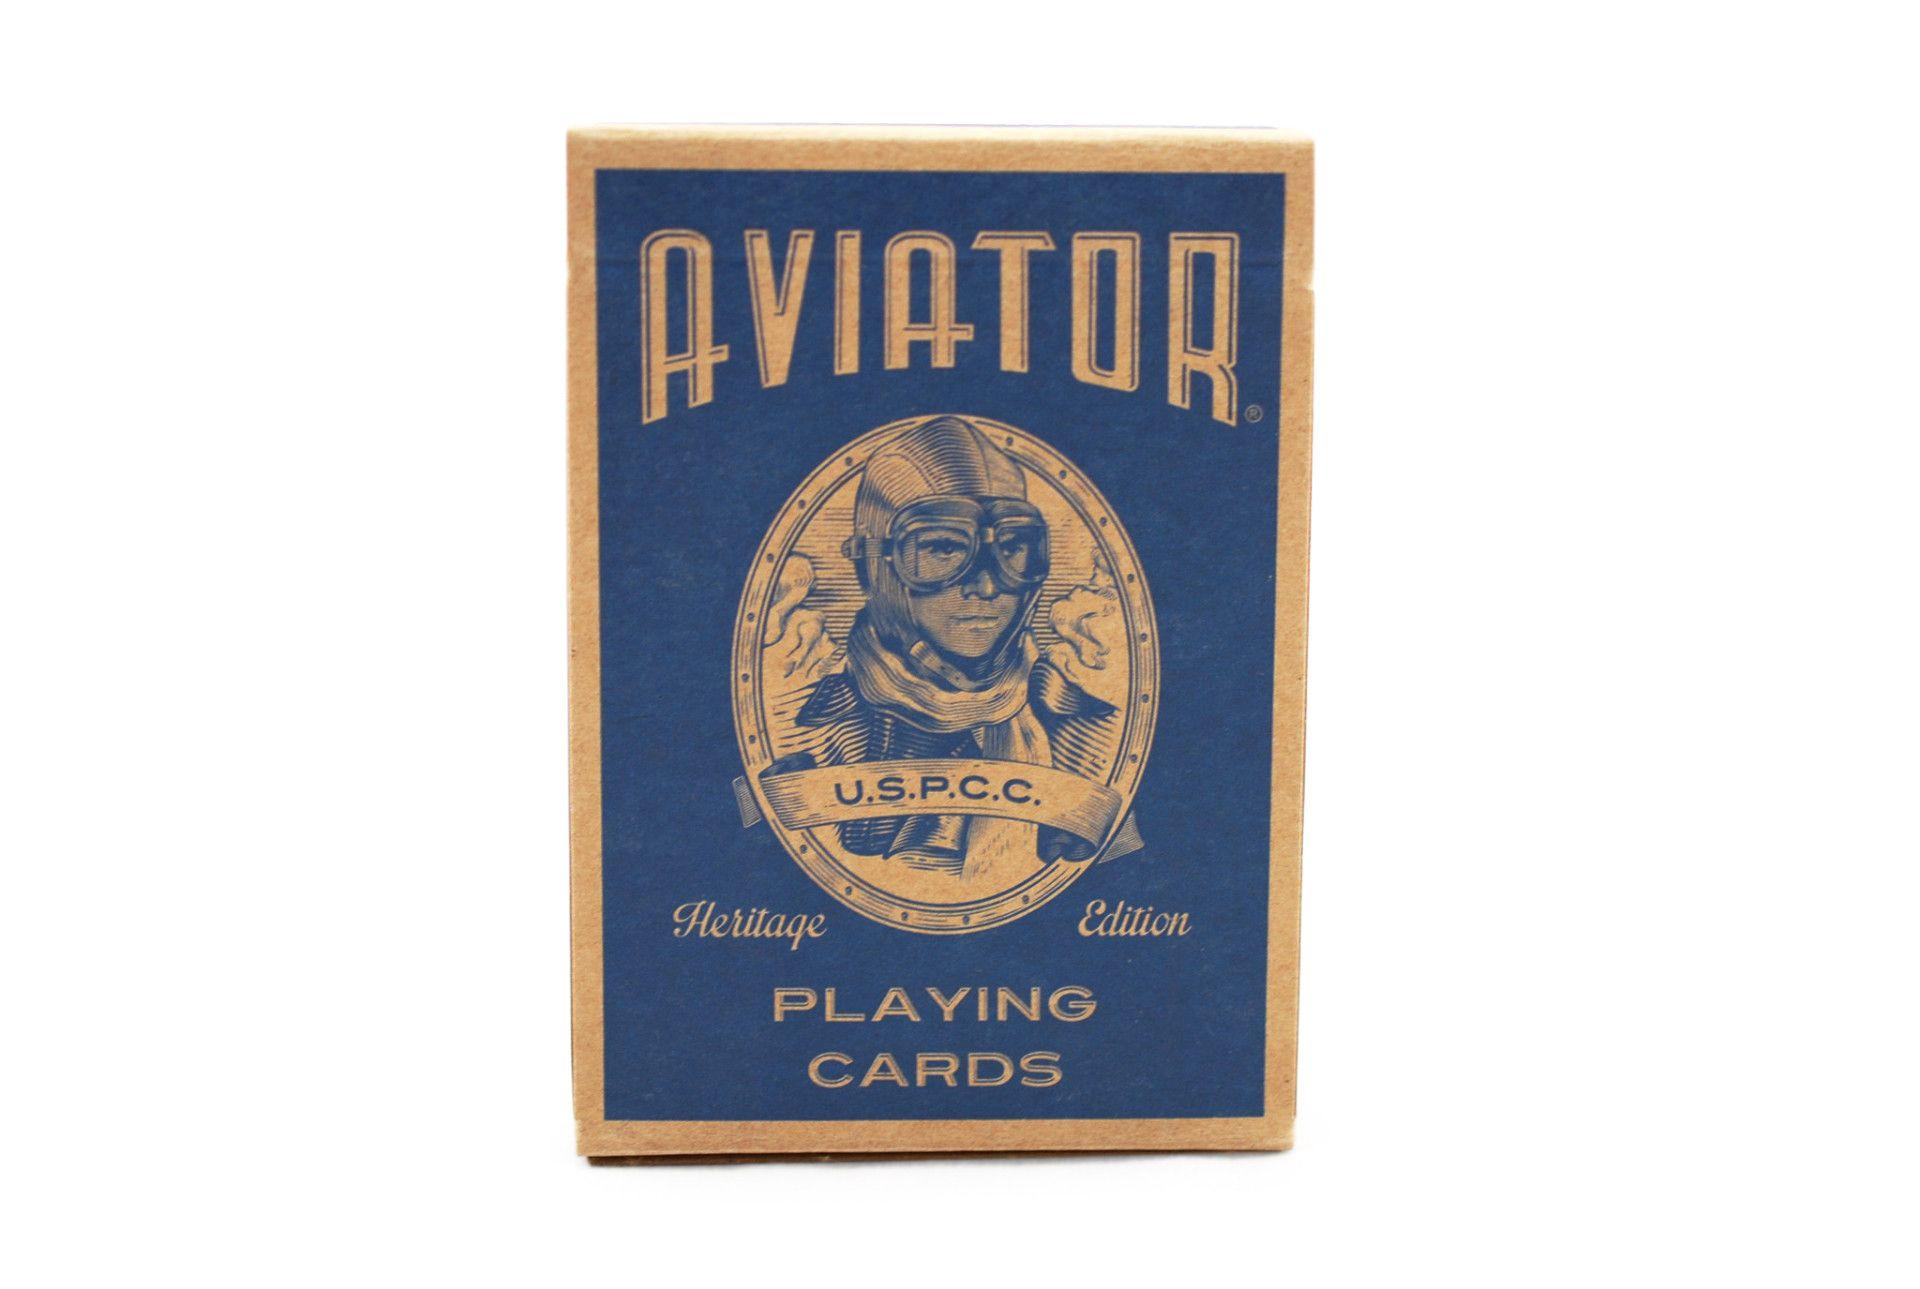 AVIATOR®
U.S.P.C.C.
Heritage Edition
PLAYING
CARDS